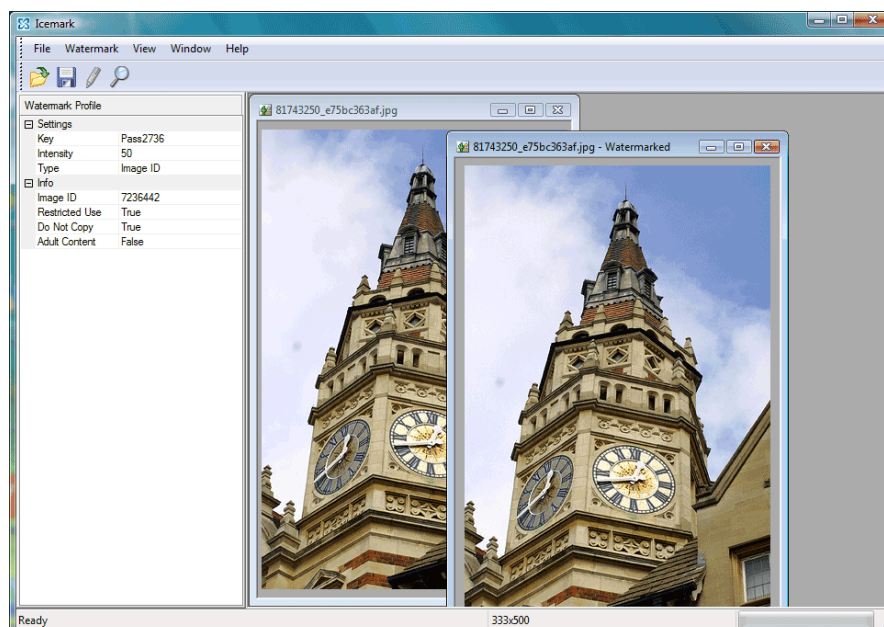 Icemark
File Watermark View Window Help
Watermark Profile
Settings
Key Pass2736
Intensity 50
Type Image ID
Info
Image ID 7236442
Restricted Use True
Do Not Copy True
Adult Content False
81743250_e75bc363af.jpg
81743250_e75bc363af.jpg - Watermarked
Ready 333x500